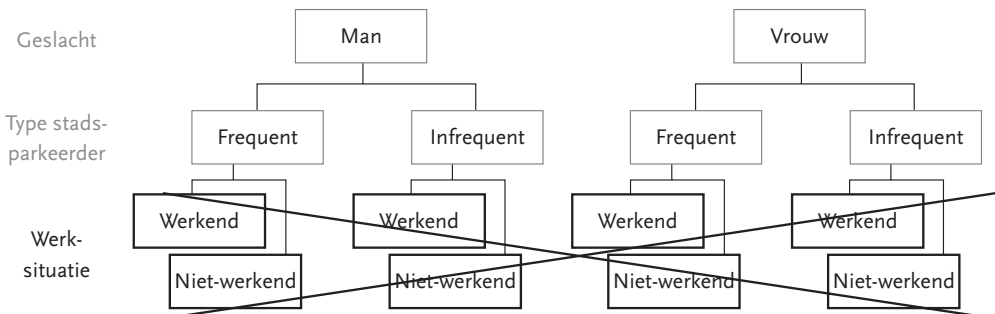 Geslacht
Man
Vrouw
Type stads-
parkeerder
Frequent
Infrequent
Frequent
Infrequent
Werk-
situatie
Werkend
Werkend
Werkend
Werkend
Niet-werkend
Niet-werkend
Niet-werkend
Niet-werkend